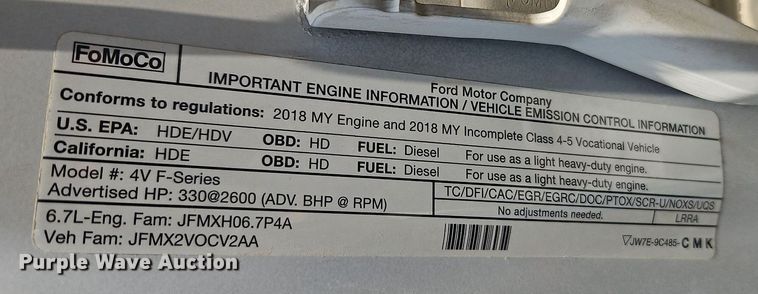 FoMoCo
Ford Motor Company
IMPORTANT ENGINE INFORMATION / VEHICLE EMISSION CONTROL INFORMATION
Conforms to regulations: 2018 MY Engine and 2018 MY Incomplete Class 4-5 Vocational Vehicle
U.S. EPA: HDE/HDV OBD: HD FUEL: Diesel For use as a light heavy-duty engine.
California: HDE OBD: HD FUEL: Diesel For use as a light heavy-duty engine.
Model #: 4V F-Series
Advertised HP: 330@2600 (ADV. BHP @ RPM)
TC/DFI/CAC/EGR/EGRC/DOC/PTOX/SCR-U/NOXS/UQS
No adjustments needed. LRRA
6.7L-Eng. Fam: JFMXH06.7P4A
Veh Fam: JFMX2VOCV2AA
JW7E-9C485- CMK
Purple Wave Auction